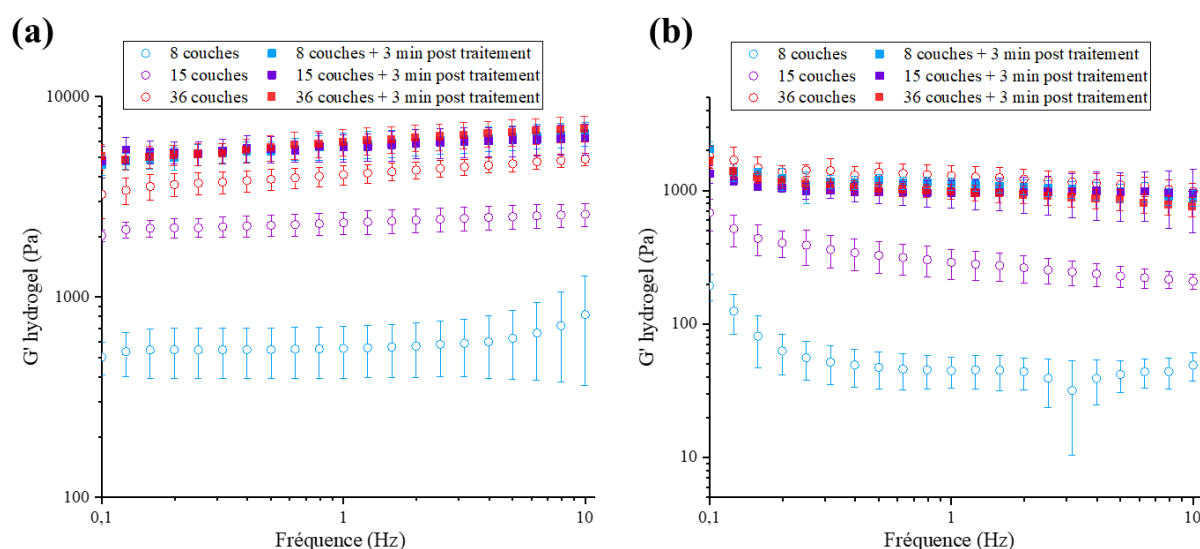 (a)
8 couches 8 couches + 3 min post traitement
15 couches 15 couches + 3 min post traitement
36 couches 36 couches + 3 min post traitement
10000
1000
100
G' hydrogel (Pa)
0,1 1 10
Fréquence (Hz)
(b)
8 couches 8 couches + 3 min post traitement
15 couches 15 couches + 3 min post traitement
36 couches 36 couches + 3 min post traitement
1000
100
10
G' hydrogel (Pa)
0,1 1 10
Fréquence (Hz)